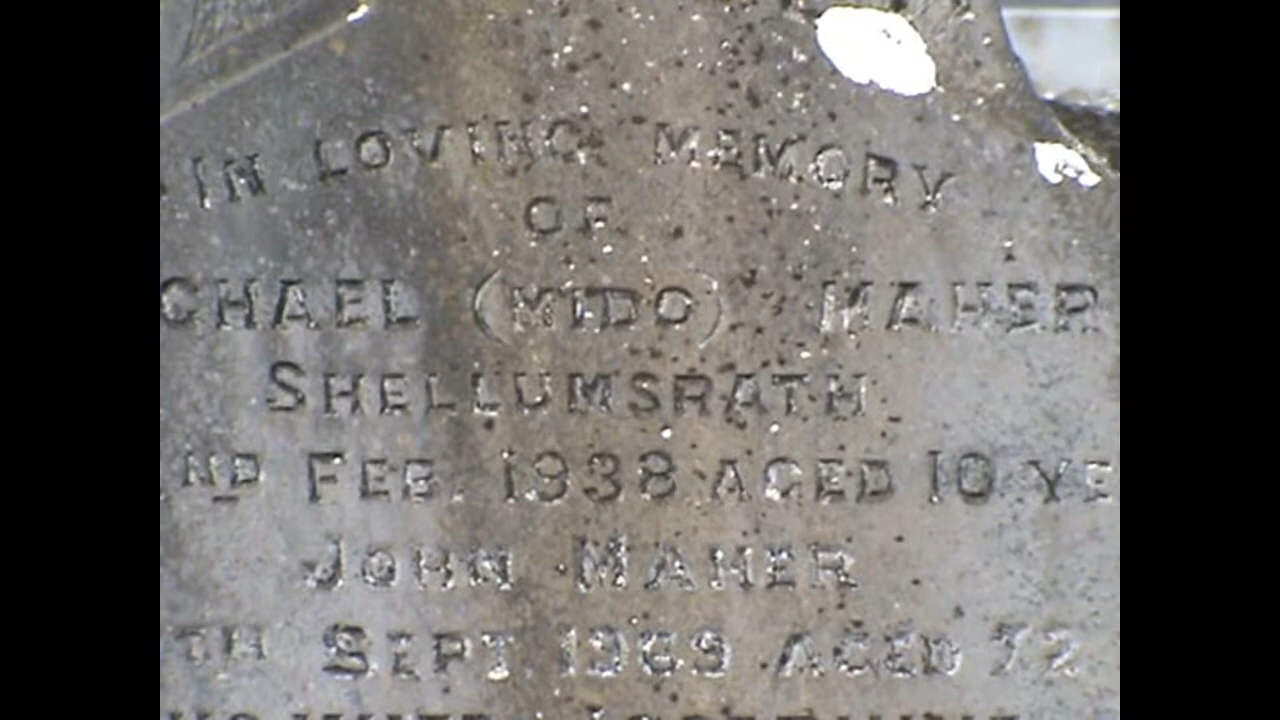 IN LOVING MEMORY
OF
CHAEL (MIDO) MAHER
SHELLUMSRATH
ND FEB. 1938 AGED 10 YE
JOHN MAHER
TH SEPT 1969 AGED 72